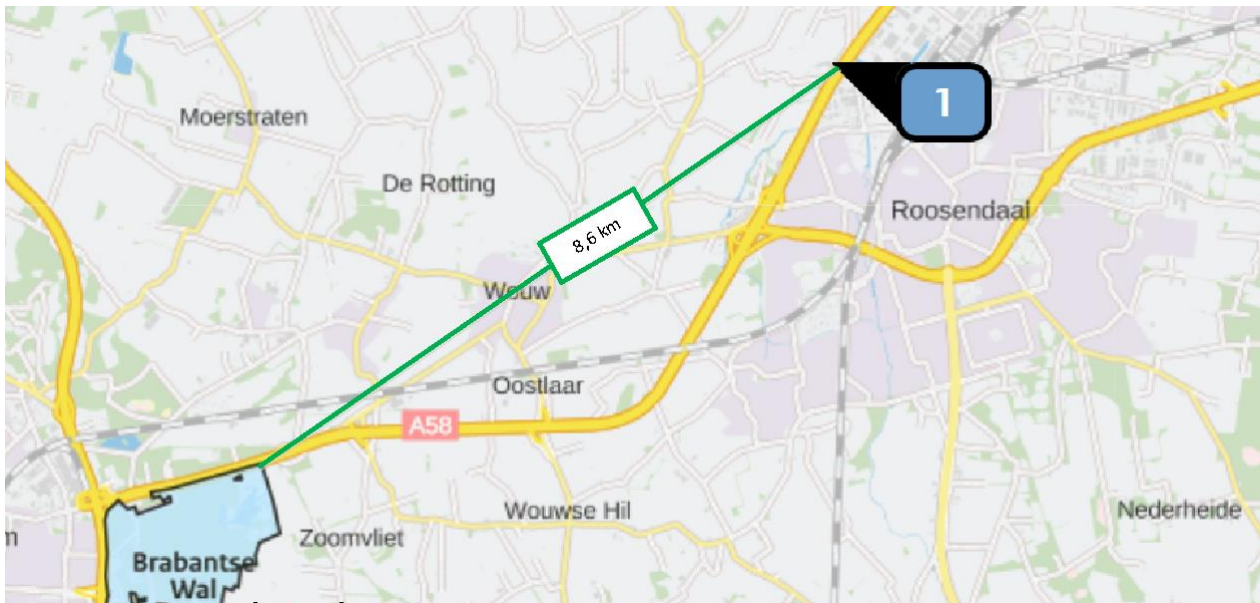 1
Moerstraten
De Rotting
Roosendaal
8,6 km
Wouw
Oostlaar
A58
Wouwse Hil
Nederheide
Zoomvliet
Brabantse
Wal